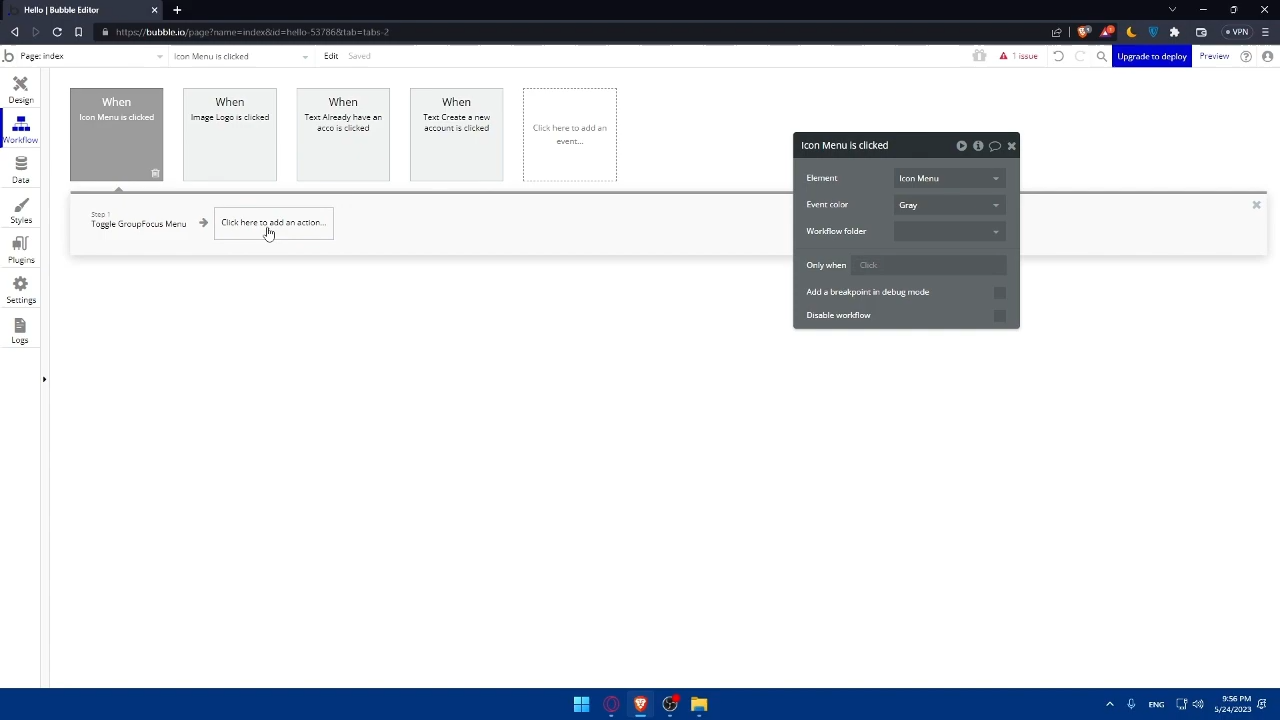 Hello | Bubble Editor
https://bubble.io/page?name=index&id=hello-53786&tab=tabs-2
VPN
Page: index
Icon Menu is clicked
Edit
Saved
1 issue
Upgrade to deploy
Preview
Design
Workflow
Data
Styles
Plugins
Settings
Logs
When
Icon Menu is clicked
When
Image Logo is clicked
When
Text Already have an
acco is clicked
When
Text Create a new
account is clicked
Click here to add an
event...
Step 1
Toggle GroupFocus Menu
Click here to add an action...
Icon Menu is clicked
Element
Icon Menu
Event color
Gray
Workflow folder
Only when
Click
Add a breakpoint in debug mode
Disable workflow
ENG
9:56 PM
5/24/2023